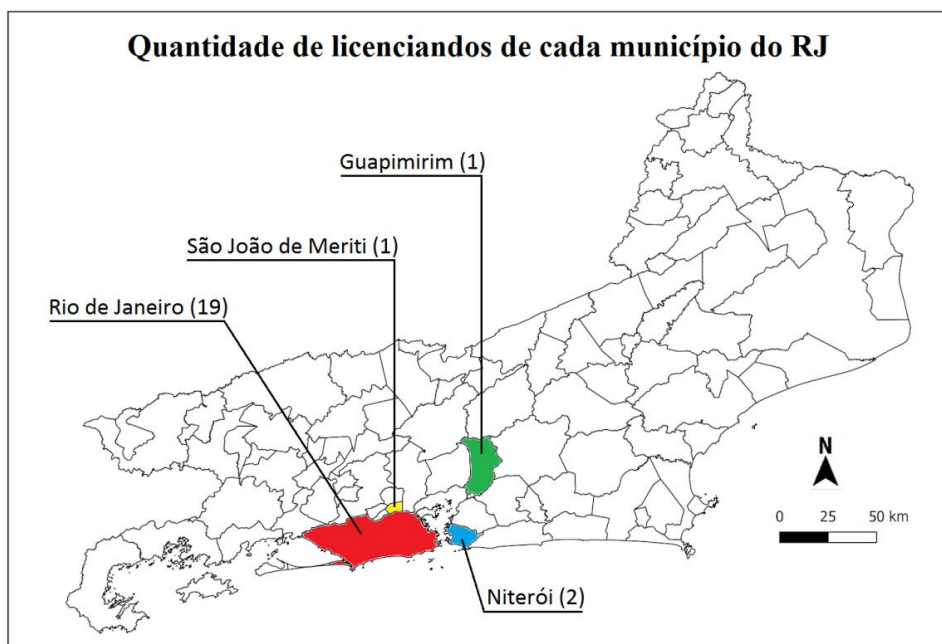 Quantidade de licenciandos de cada município do RJ
Guapimirim (1)
São João de Meriti (1)
Rio de Janeiro (19)
N
0 25 50 km
Niterói (2)